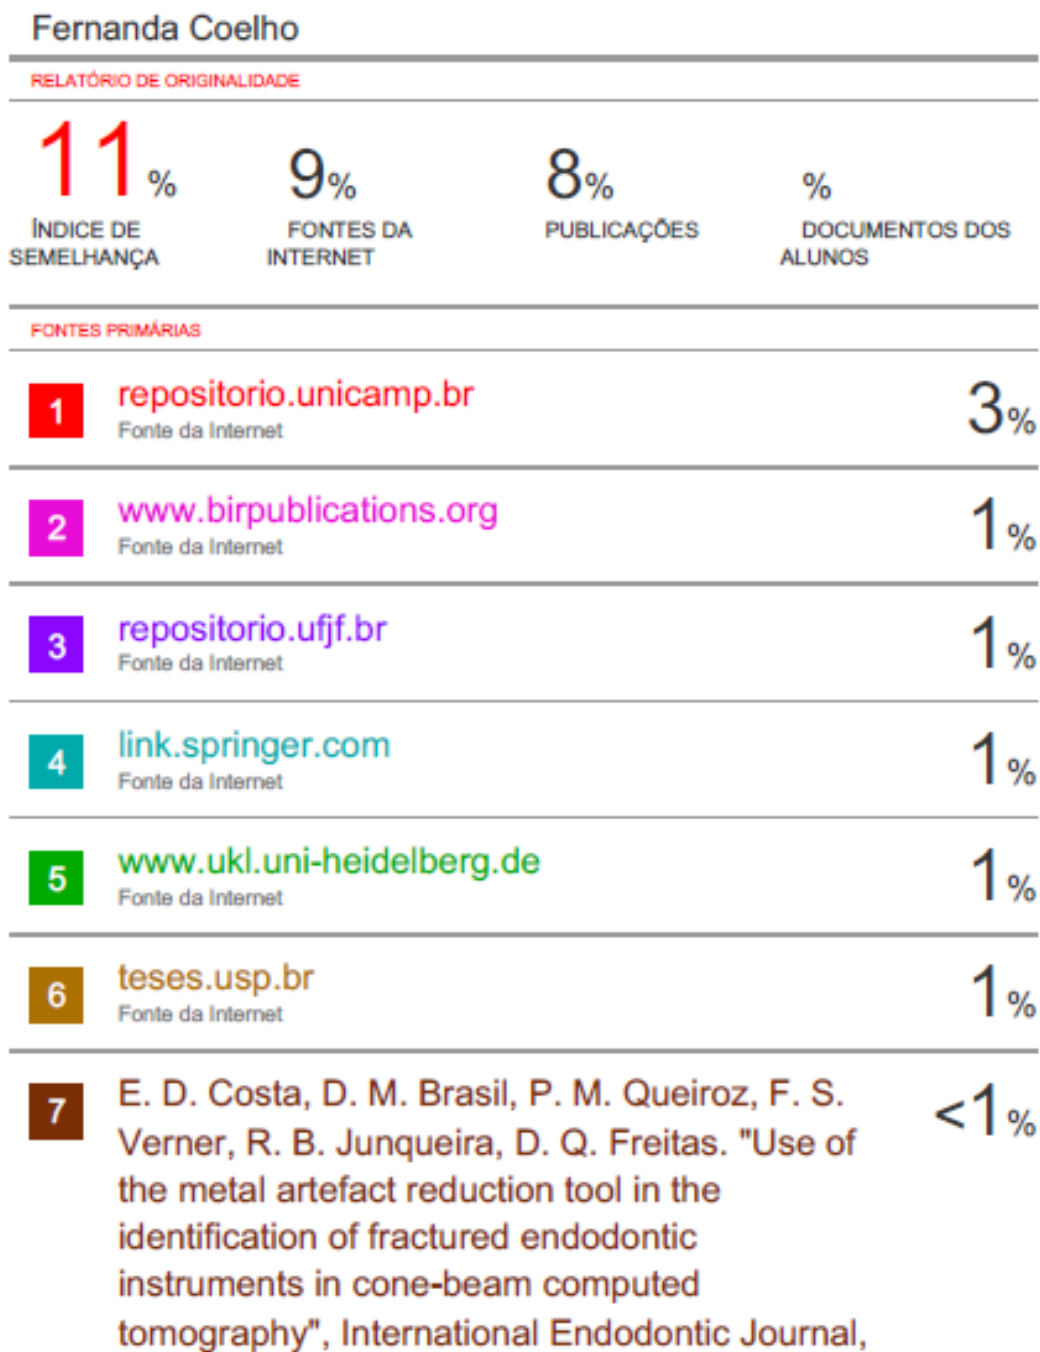 Fernanda Coelho
RELATÓRIO DE ORIGINALIDADE
11% 9% 8% %
ÍNDICE DE SEMELHANÇA
FONTES DA INTERNET
PUBLICAÇÕES
DOCUMENTOS DOS ALUNOS
FONTES PRIMÁRIAS
1 repositorio.unicamp.br 3%
Fonte da Internet
2 www.birpublications.org 1%
Fonte da Internet
3 repositorio.ufjf.br 1%
Fonte da Internet
4 link.springer.com 1%
Fonte da Internet
5 www.ukl.uni-heidelberg.de 1%
Fonte da Internet
6 teses.usp.br 1%
Fonte da Internet
7 E. D. Costa, D. M. Brasil, P. M. Queiroz, F. S. <1%
Verner, R. B. Junqueira, D. Q. Freitas. "Use of
the metal artefact reduction tool in the
identification of fractured endodontic
instruments in cone-beam computed
tomography", International Endodontic Journal,